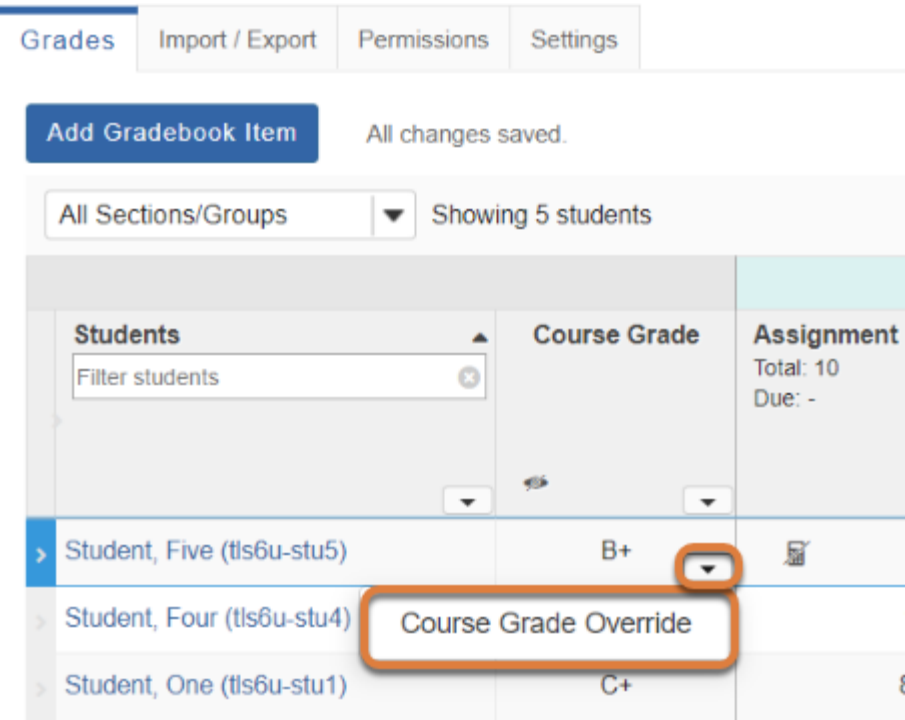 Grades Import / Export Permissions Settings
Add Gradebook Item All changes saved.
All Sections/Groups Showing 5 students
Students Course Grade Assignment
Filter students Total: 10
Due: -
Student, Five (tls6u-stu5) B+
Student, Four (tls6u-stu4) Course Grade Override
Student, One (tls6u-stu1) C+